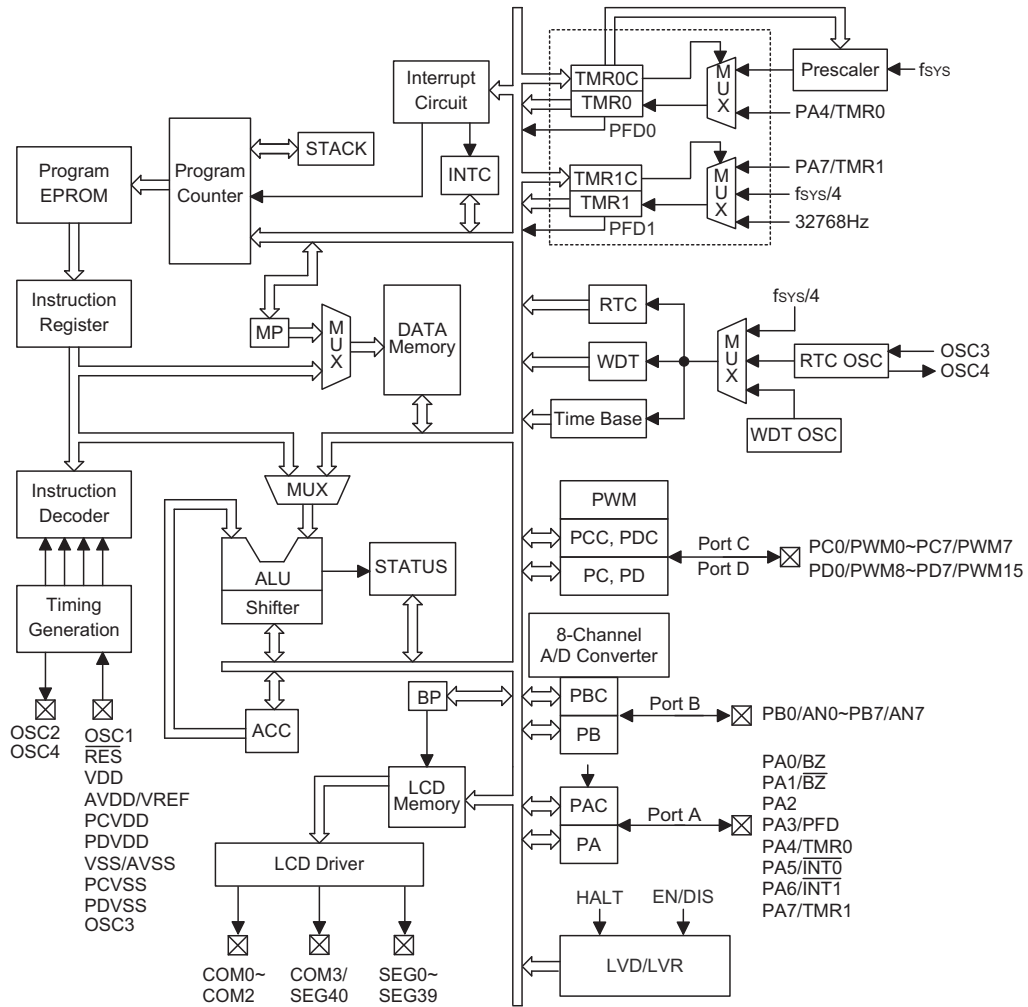 Interrupt
Circuit
TMR0C
TMR0
PFD0
MUX
Prescaler
fSYS
PA4/TMR0
STACK
INTC
Program
EPROM
Program
Counter
TMR1C
TMR1
PFD1
MUX
PA7/TMR1
fSYS/4
32768Hz
Instruction
Register
MP
MUX
DATA
Memory
RTC
WDT
Time Base
MUX
fSYS/4
RTC OSC
OSC3
OSC4
WDT OSC
Instruction
Decoder
MUX
ALU
Shifter
STATUS
PWM
PCC, PDC
PC, PD
Port C
Port D
PC0/PWM0~PC7/PWM7
PD0/PWM8~PD7/PWM15
Timing
Generation
OSC2
OSC4
OSC1
RES
VDD
AVDD/VREF
PCVDD
PDVDD
VSS/AVSS
PCVSS
PDVSS
OSC3
ACC
BP
LCD
Memory
8-Channel
A/D Converter
PBC
PB
Port B
PB0/AN0~PB7/AN7
PAC
PA
Port A
PA0/BZ
PA1/BZ
PA2
PA3/PFD
PA4/TMR0
PA5/INT0
PA6/INT1
PA7/TMR1
LCD Driver
COM0~
COM2
COM3/
SEG40
SEG0~
SEG39
HALT
EN/DIS
LVD/LVR